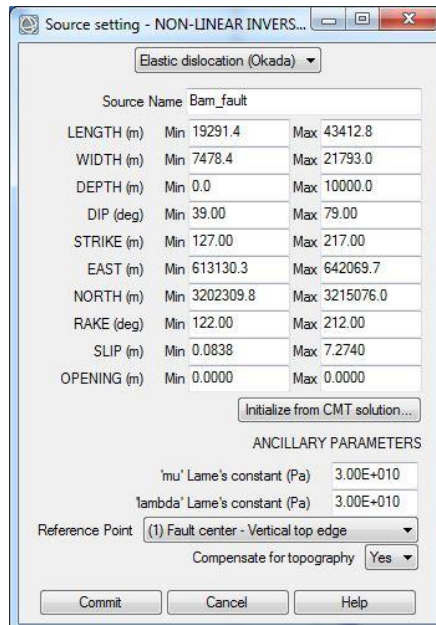 Source setting - NON-LINEAR INVERS...
Elastic dislocation (Okada)
Source Name Bam_fault
LENGTH (m) Min 19291.4 Max 43412.8
WIDTH (m) Min 7478.4 Max 21793.0
DEPTH (m) Min 0.0 Max 10000.0
DIP (deg) Min 39.00 Max 79.00
STRIKE (m) Min 127.00 Max 217.00
EAST (m) Min 613130.3 Max 642069.7
NORTH (m) Min 3202309.8 Max 3215076.0
RAKE (deg) Min 122.00 Max 212.00
SLIP (m) Min 0.0838 Max 7.2740
OPENING (m) Min 0.0000 Max 0.0000
Initialize from CMT solution...
ANCILLARY PARAMETERS
'mu' Lame's constant (Pa) 3.00E+010
'lambda' Lame's constant (Pa) 3.00E+010
Reference Point (1) Fault center - Vertical top edge
Compensate for topography Yes
Commit Cancel Help